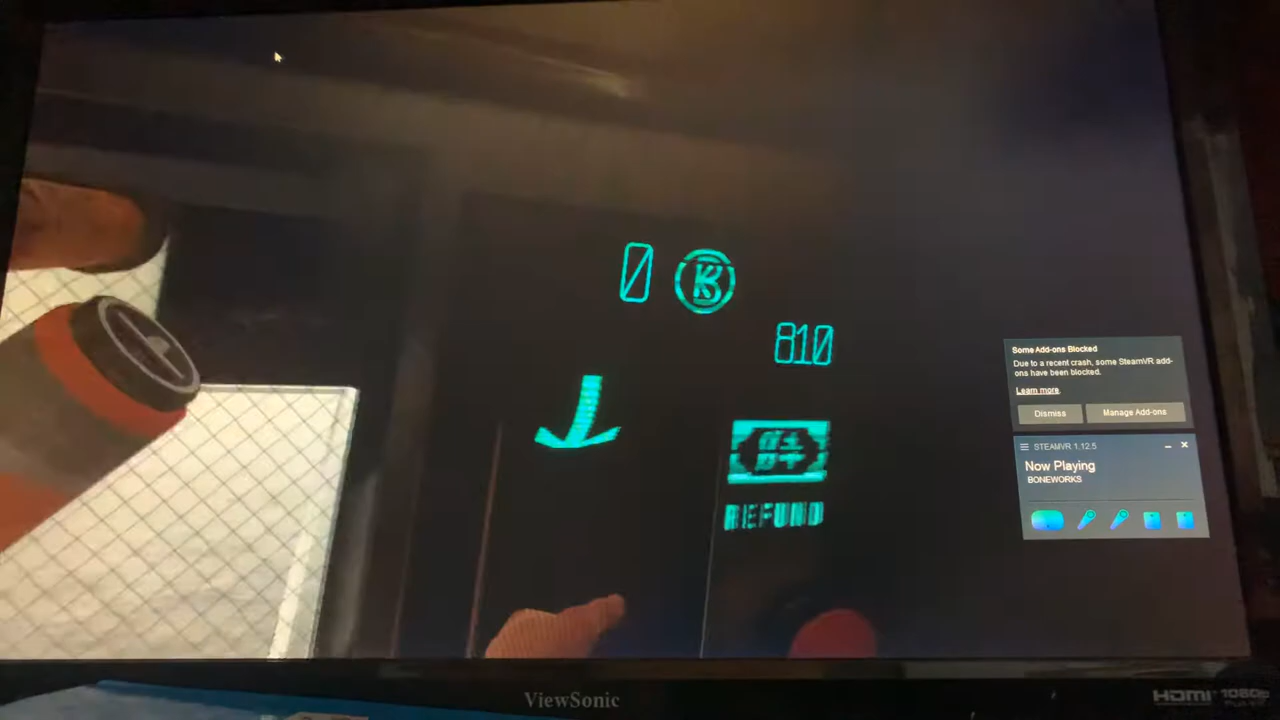 0
810
REFUND
Some Add-ons Blocked
Due to a recent crash, some SteamVR add-
ons have been blocked.
Learn more
Dismiss
Manage Add-ons
STEAMVR 1.12.5
Now Playing
BONEWORKS
ViewSonic
HDMI 1080p